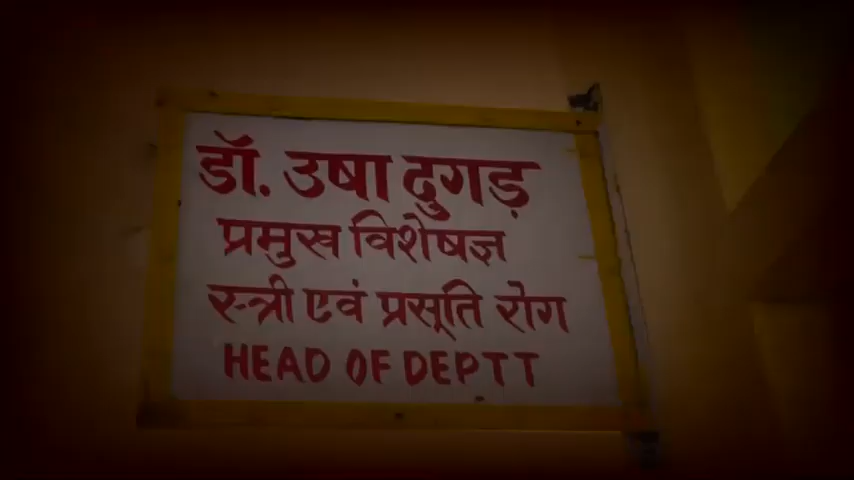 डॉ. उषा दुगड़
प्रमुख विशेषज्ञ
स्त्री एवं प्रसूति रोग
HEAD OF DEPTT